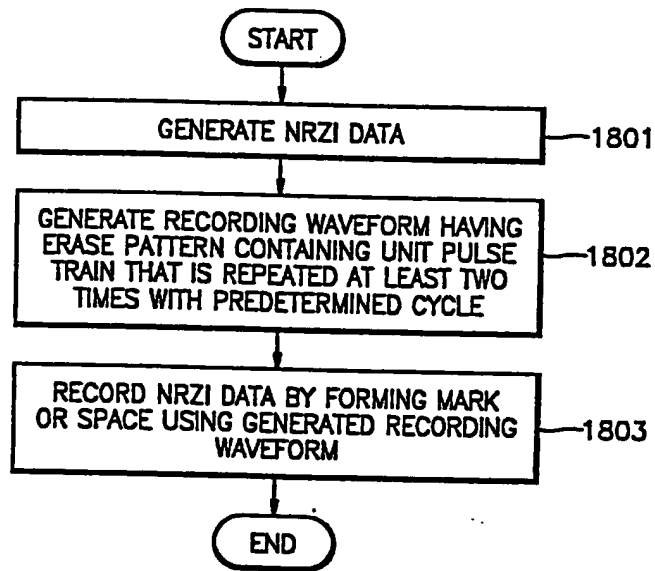 START
GENERATE NRZI DATA
1801
GENERATE RECORDING WAVEFORM HAVING
ERASE PATTERN CONTAINING UNIT PULSE
TRAIN THAT IS REPEATED AT LEAST TWO
TIMES WITH PREDETERMINED CYCLE
1802
RECORD NRZI DATA BY FORMING MARK
OR SPACE USING GENERATED RECORDING
WAVEFORM
1803
END